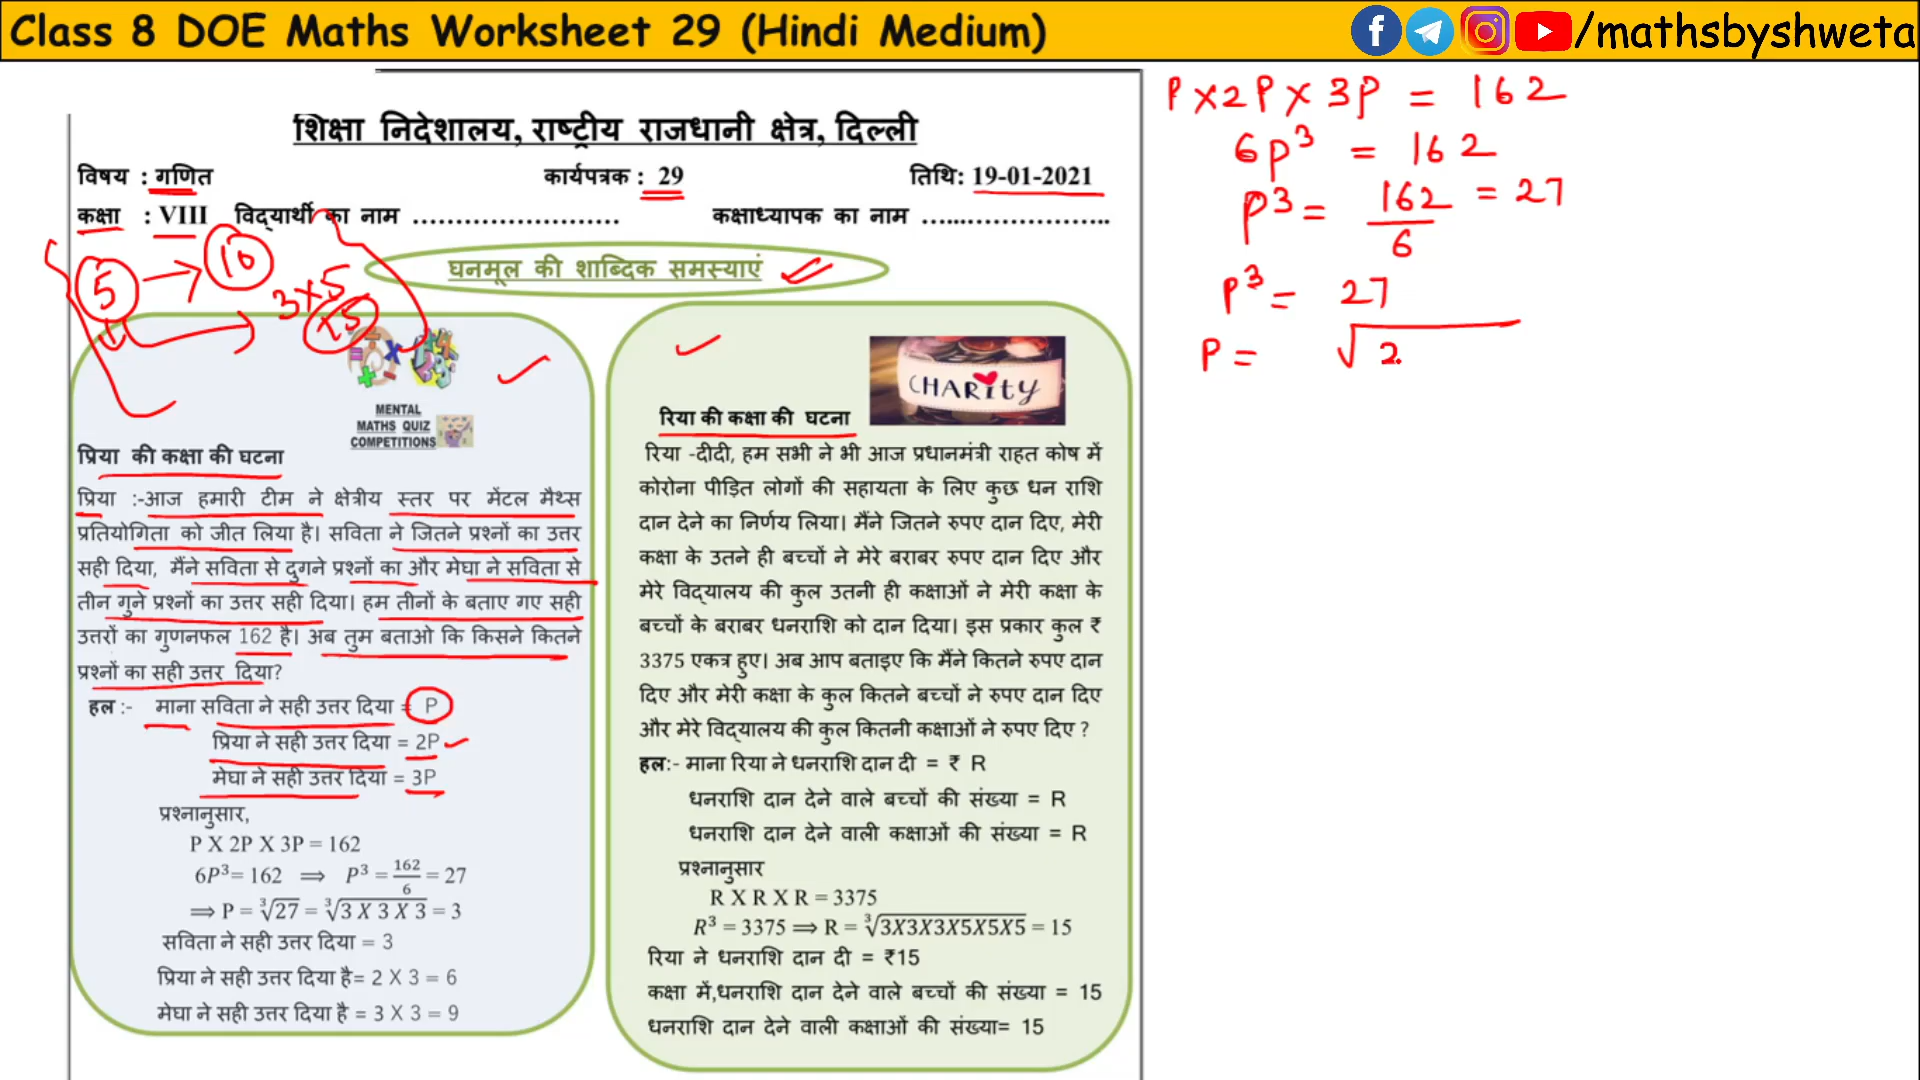 Class 8 DOE Maths Worksheet 29 (Hindi Medium)
/mathsbyshweta
शिक्षा निदेशालय, राष्ट्रीय राजधानी क्षेत्र, दिल्ली
विषय : गणित कार्यपत्रक : 29 तिथि: 19-01-2021
कक्षा : VIII विद्यार्थी का नाम …………………… कक्षाध्यापक का नाम …...……………..
घनमूल की शाब्दिक समस्याएं
5 → 10
3 x 5
15
MENTAL
MATHS QUIZ
COMPETITIONS
प्रिया की कक्षा की घटना
प्रिया :-आज हमारी टीम ने क्षेत्रीय स्तर पर मेंटल मैथ्स
प्रतियोगिता को जीत लिया है। सविता ने जितने प्रश्नों का उत्तर
सही दिया, मैंने सविता से दुगने प्रश्नों का और मेघा ने सविता से
तीन गुने प्रश्नों का उत्तर सही दिया। हम तीनों के बताए गए सही
उत्तरों का गुणनफल 162 है। अब तुम बताओ कि किसने कितने
प्रश्नों का सही उत्तर दिया?
हल :- माना सविता ने सही उत्तर दिया = P
प्रिया ने सही उत्तर दिया = 2P
मेघा ने सही उत्तर दिया = 3P
प्रश्नानुसार,
P X 2P X 3P = 162
6P³= 162 ⟹ P³ = 162/6 = 27
⟹ P = ∛27 = ∛3 X 3 X 3 = 3
सविता ने सही उत्तर दिया = 3
प्रिया ने सही उत्तर दिया है= 2 X 3 = 6
मेघा ने सही उत्तर दिया है = 3 X 3 = 9
CHARITY
रिया की कक्षा की घटना
रिया -दीदी, हम सभी ने भी आज प्रधानमंत्री राहत कोष में
कोरोना पीड़ित लोगों की सहायता के लिए कुछ धन राशि
दान देने का निर्णय लिया। मैंने जितने रुपए दान दिए, मेरी
कक्षा के उतने ही बच्चों ने मेरे बराबर रुपए दान दिए और
मेरे विद्यालय की कुल उतनी ही कक्षाओं ने मेरी कक्षा के
बच्चों के बराबर धनराशि को दान दिया। इस प्रकार कुल ₹
3375 एकत्र हुए। अब आप बताइए कि मैंने कितने रुपए दान
दिए और मेरी कक्षा के कुल कितने बच्चों ने रुपए दान दिए
और मेरे विद्यालय की कुल कितनी कक्षाओं ने रुपए दिए ?
हल:- माना रिया ने धनराशि दान दी = ₹ R
धनराशि दान देने वाले बच्चों की संख्या = R
धनराशि दान देने वाली कक्षाओं की संख्या = R
प्रश्नानुसार
R X R X R = 3375
R³ = 3375 ⟹ R = ∛3X3X3X5X5X5 = 15
रिया ने धनराशि दान दी = ₹15
कक्षा में,धनराशि दान देने वाले बच्चों की संख्या = 15
धनराशि दान देने वाली कक्षाओं की संख्या= 15
P x 2P x 3P = 162
6P³ = 162
P³ = 162/6 = 27
P³ = 27
P = √2